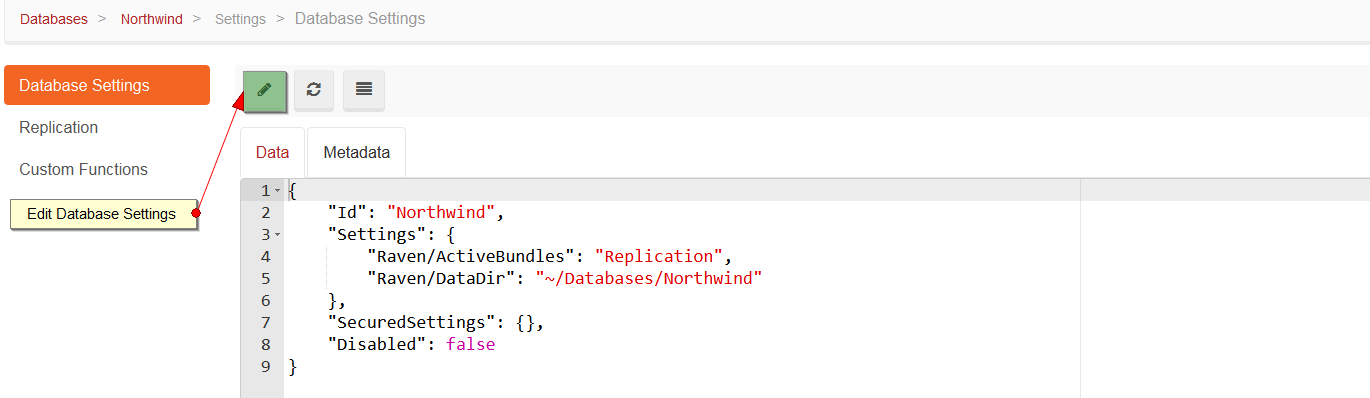 Databases > Northwind > Settings > Database Settings
Database Settings
Replication
Custom Functions
Edit Database Settings
Data Metadata
1 {
2 "Id": "Northwind",
3 "Settings": {
4 "Raven/ActiveBundles": "Replication",
5 "Raven/DataDir": "~/Databases/Northwind"
6 },
7 "SecuredSettings": {},
8 "Disabled": false
9 }